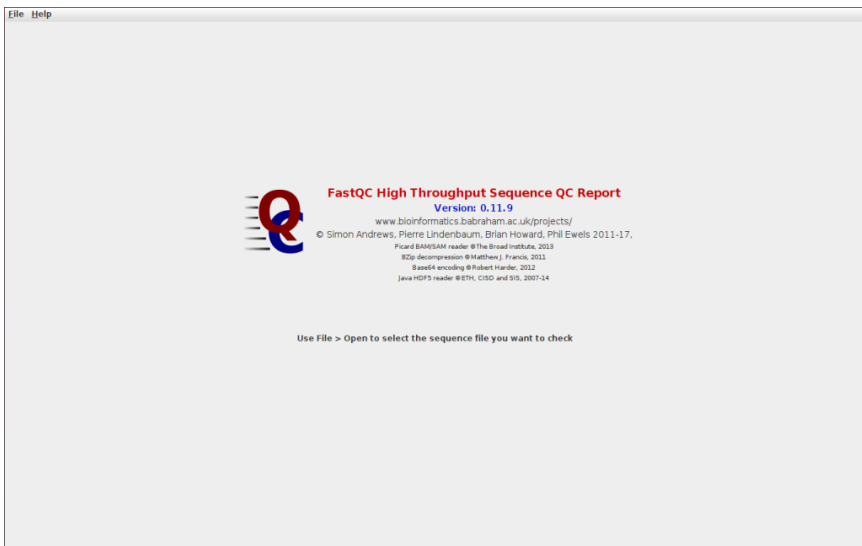 File Help
QC
FastQC High Throughput Sequence QC Report
Version: 0.11.9
www.bioinformatics.babraham.ac.uk/projects/
© Simon Andrews, Pierre Lindenbaum, Brian Howard, Phil Ewels 2011-17,
Picard BAM/SAM reader ©The Broad Institute, 2013
BZip decompression ©Matthew J. Francis, 2011
Base64 encoding ©Robert Harder, 2012
Java HDF5 reader ©ETH, CISD and SIS, 2007-14
Use File > Open to select the sequence file you want to check